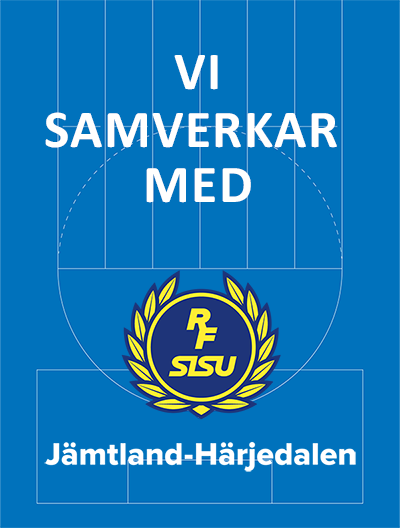 VI
SAMVERKAR
MED
RF
SISU
Jämtland-Härjedalen